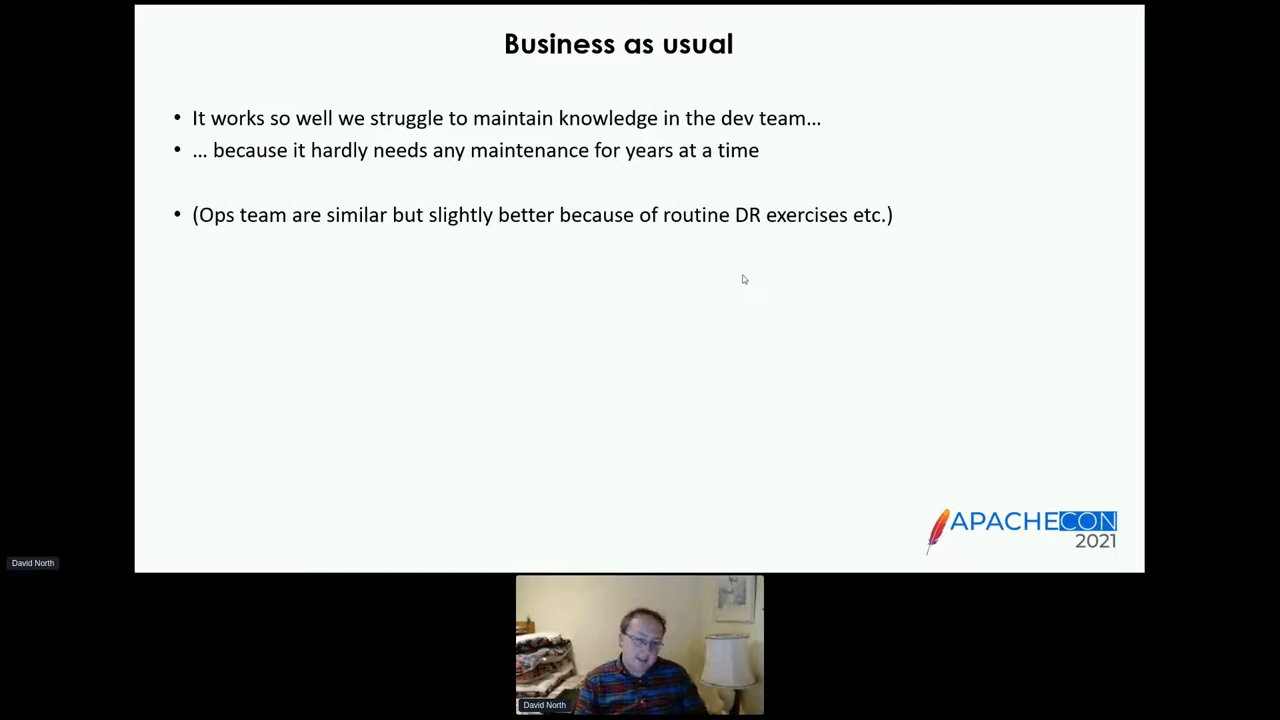 Business as usual
• It works so well we struggle to maintain knowledge in the dev team…
• … because it hardly needs any maintenance for years at a time
• (Ops team are similar but slightly better because of routine DR exercises etc.)
APACHECON
2021
David North
David North